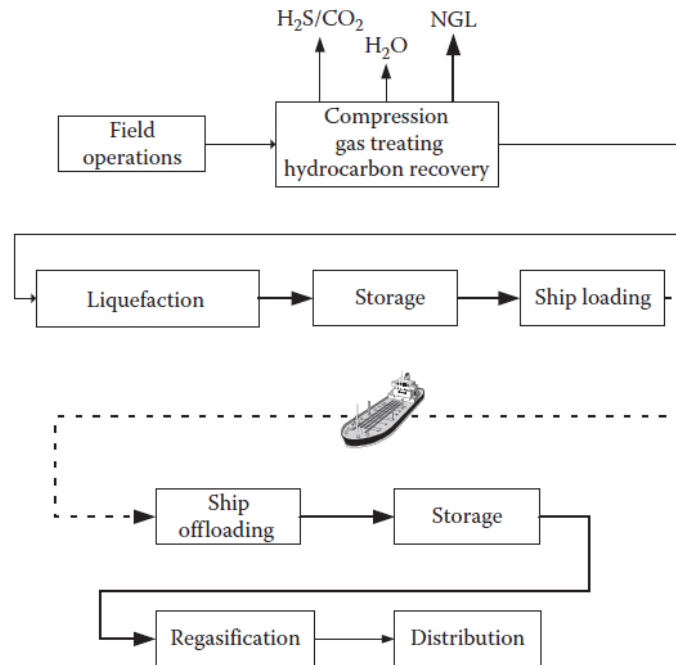 H₂S/CO₂
H₂O
NGL
Field
operations
Compression
gas treating
hydrocarbon recovery
Liquefaction
Storage
Ship loading
Ship
offloading
Storage
Regasification
Distribution